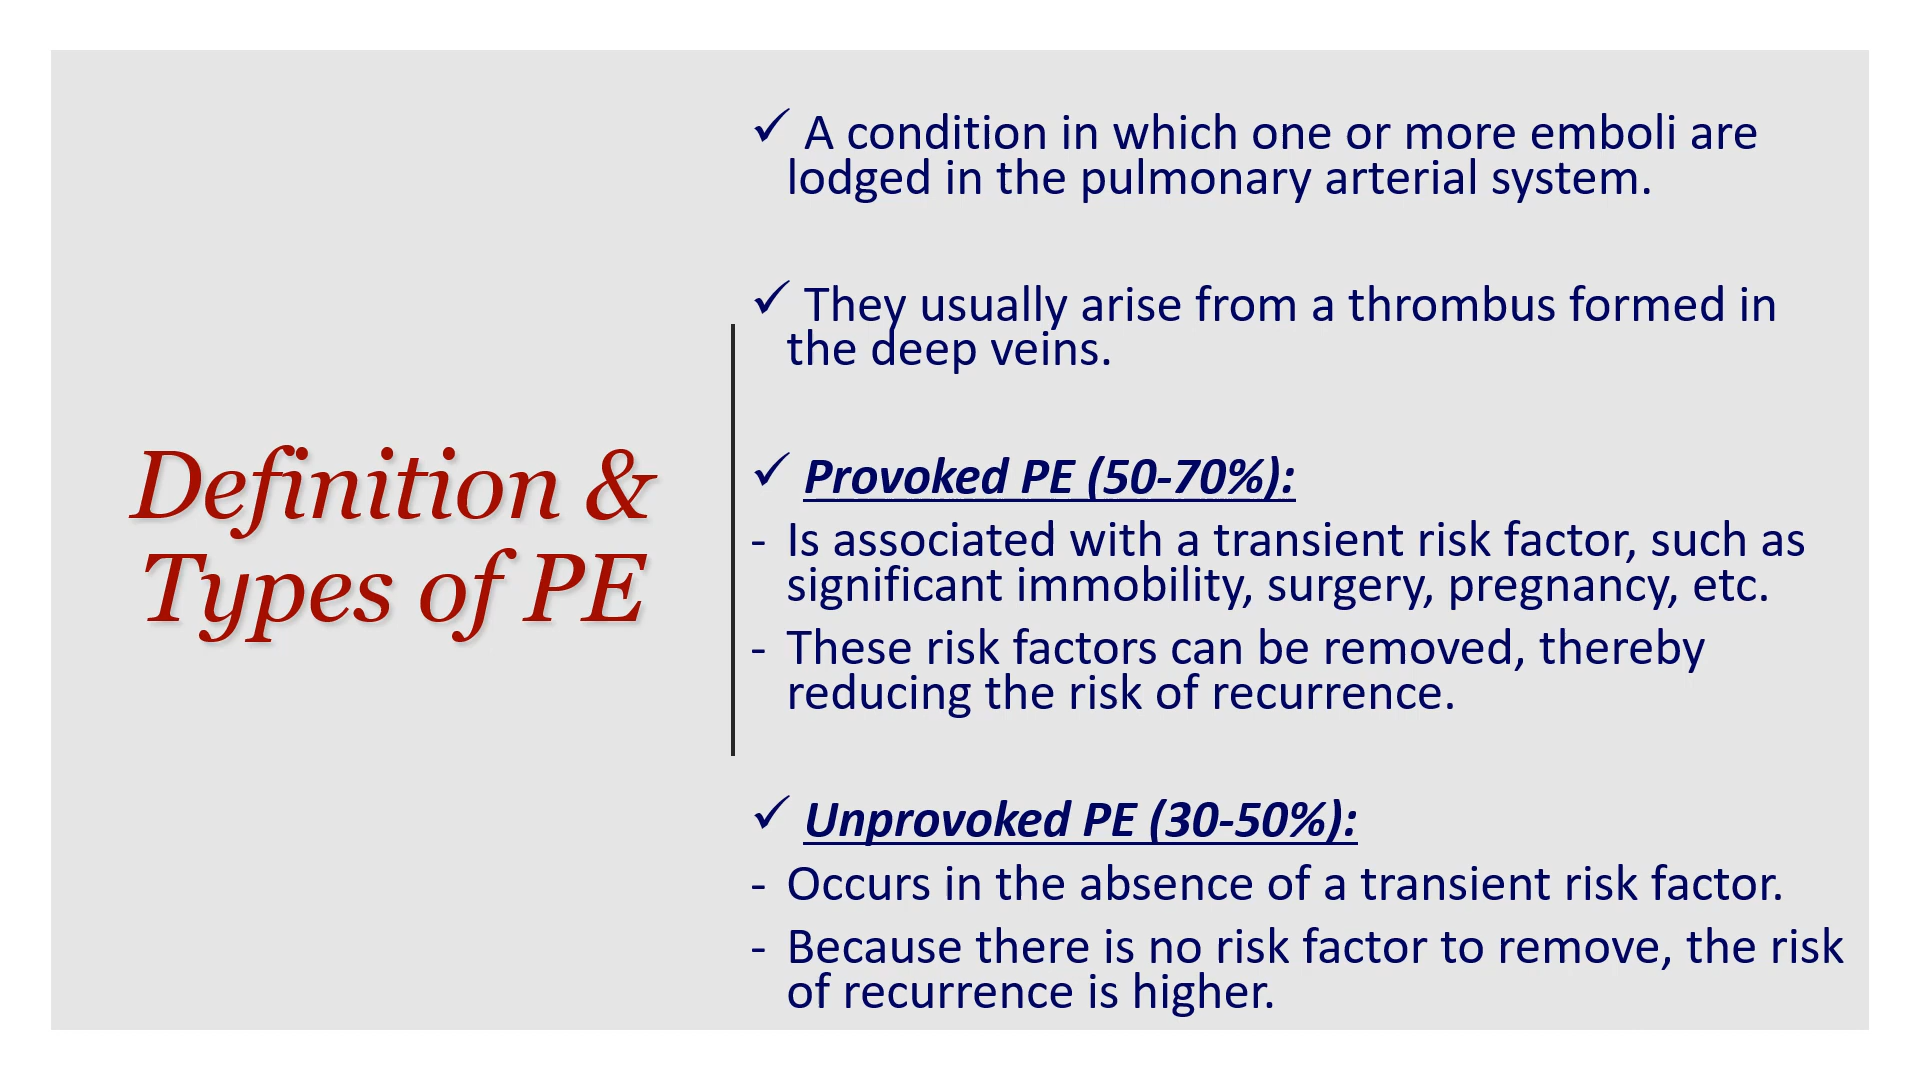 Definition &
Types of PE
✓ A condition in which one or more emboli are
lodged in the pulmonary arterial system.
✓ They usually arise from a thrombus formed in
the deep veins.
✓ Provoked PE (50-70%):
- Is associated with a transient risk factor, such as
significant immobility, surgery, pregnancy, etc.
- These risk factors can be removed, thereby
reducing the risk of recurrence.
✓ Unprovoked PE (30-50%):
- Occurs in the absence of a transient risk factor.
- Because there is no risk factor to remove, the risk
of recurrence is higher.